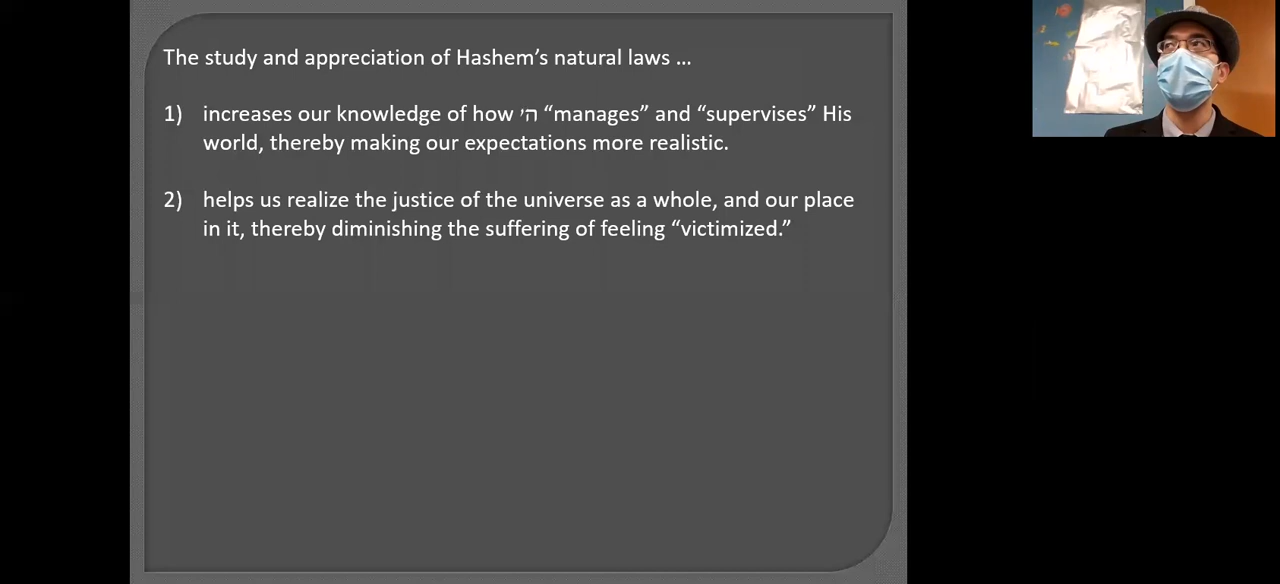 The study and appreciation of Hashem’s natural laws ...
1) increases our knowledge of how ה’ “manages” and “supervises” His
world, thereby making our expectations more realistic.
2) helps us realize the justice of the universe as a whole, and our place
in it, thereby diminishing the suffering of feeling “victimized.”